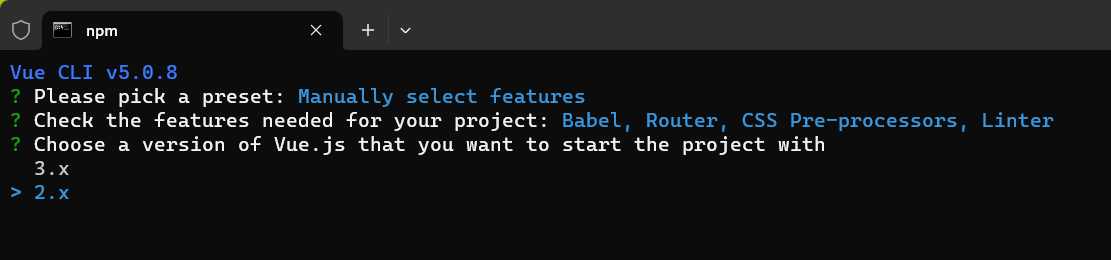 npm
Vue CLI v5.0.8
? Please pick a preset: Manually select features
? Check the features needed for your project: Babel, Router, CSS Pre-processors, Linter
? Choose a version of Vue.js that you want to start the project with
3.x
> 2.x